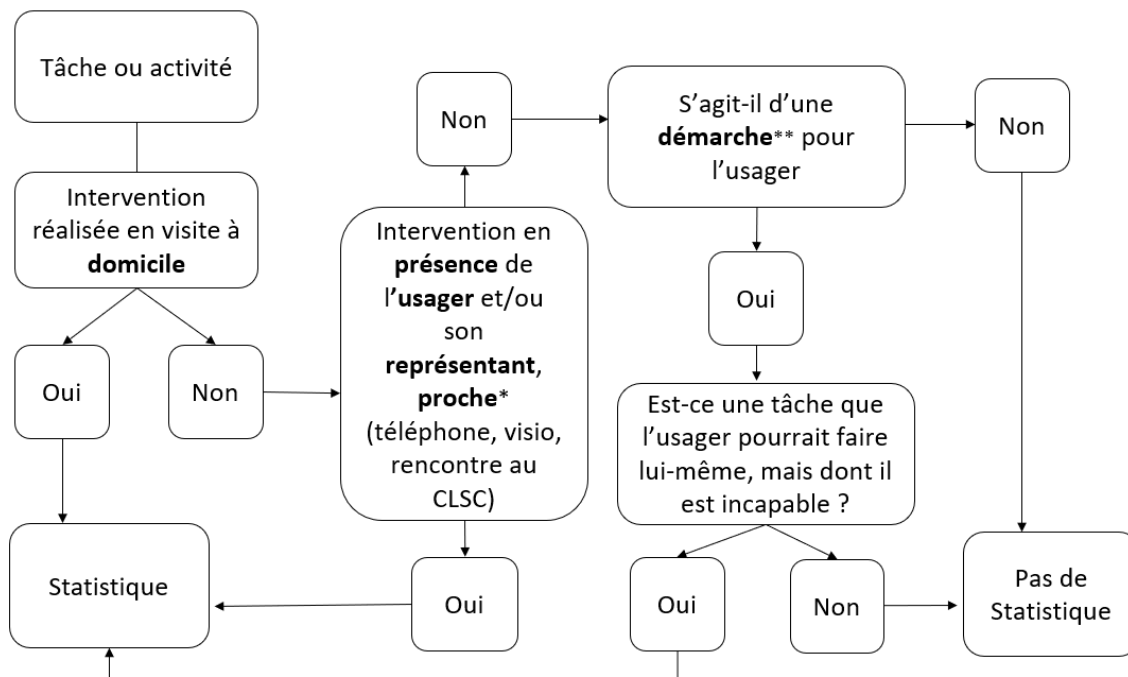 Tâche ou activité
Intervention
réalisée en visite à
domicile
Oui
Non
Statistique
Intervention en
présence de
l'usager et/ou
son
représentant,
proche*
(téléphone, visio,
rencontre au
CLSC)
Non
Oui
S’agit-il d’une
démarche** pour
l’usager
Non
Oui
Est-ce une tâche que
l’usager pourrait faire
lui-même, mais dont il
est incapable ?
Oui
Non
Pas de
Statistique